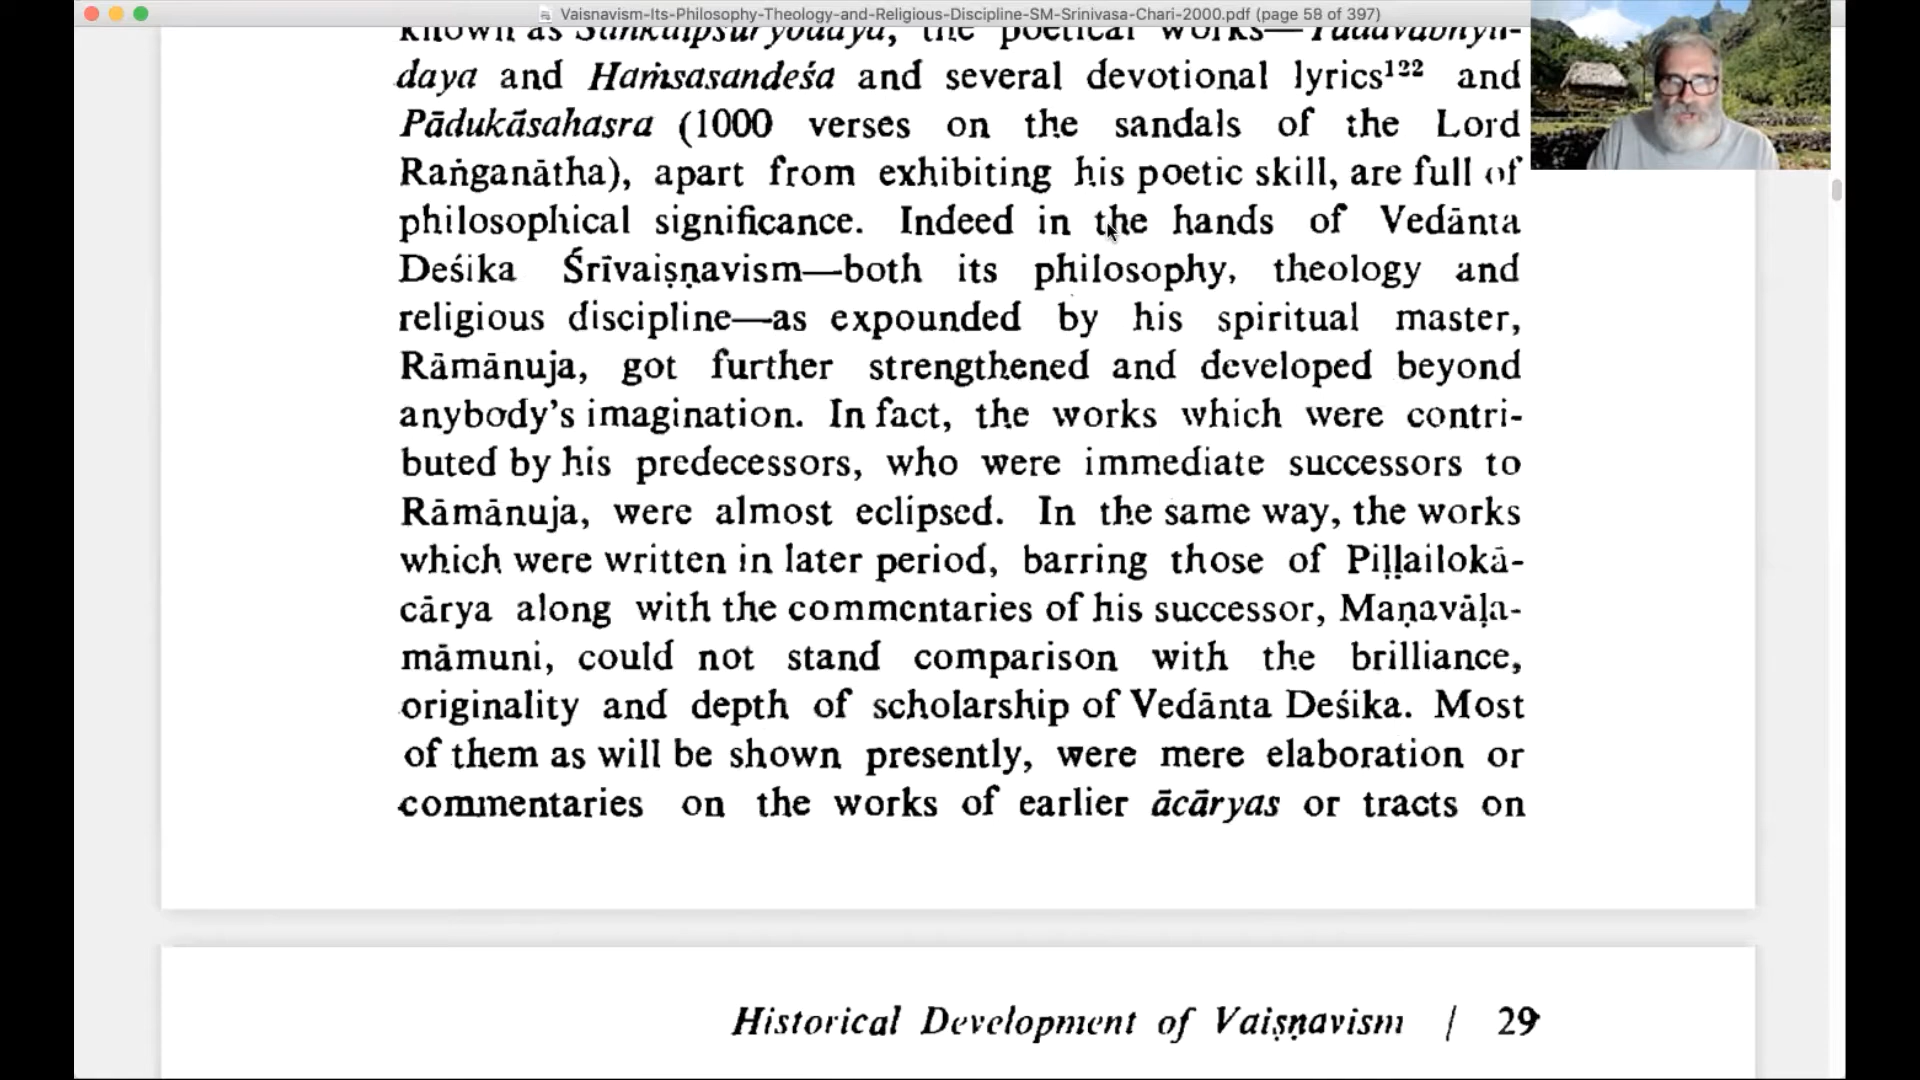 Vaisnavism-Its-Philosophy-Theology-and-Religious-Discipline-SM-Srinivasa-Chari-2000.pdf (page 58 of 397)
known as Saṅkalpsūryodaya, the poetical works—Yādavābhyu-
daya and Haṁsasandeśa and several devotional lyrics¹²² and
Pādukāsahasra (1000 verses on the sandals of the Lord
Raṅganātha), apart from exhibiting his poetic skill, are full of
philosophical significance. Indeed in the hands of Vedānta
Deśika Śrīvaiṣṇavism—both its philosophy, theology and
religious discipline—as expounded by his spiritual master,
Rāmānuja, got further strengthened and developed beyond
anybody's imagination. In fact, the works which were contri-
buted by his predecessors, who were immediate successors to
Rāmānuja, were almost eclipsed. In the same way, the works
which were written in later period, barring those of Piḷḷailokā-
cārya along with the commentaries of his successor, Maṇavāḷa-
māmuni, could not stand comparison with the brilliance,
originality and depth of scholarship of Vedānta Deśika. Most
of them as will be shown presently, were mere elaboration or
commentaries on the works of earlier ācāryas or tracts on
Historical Development of Vaiṣṇavism / 29